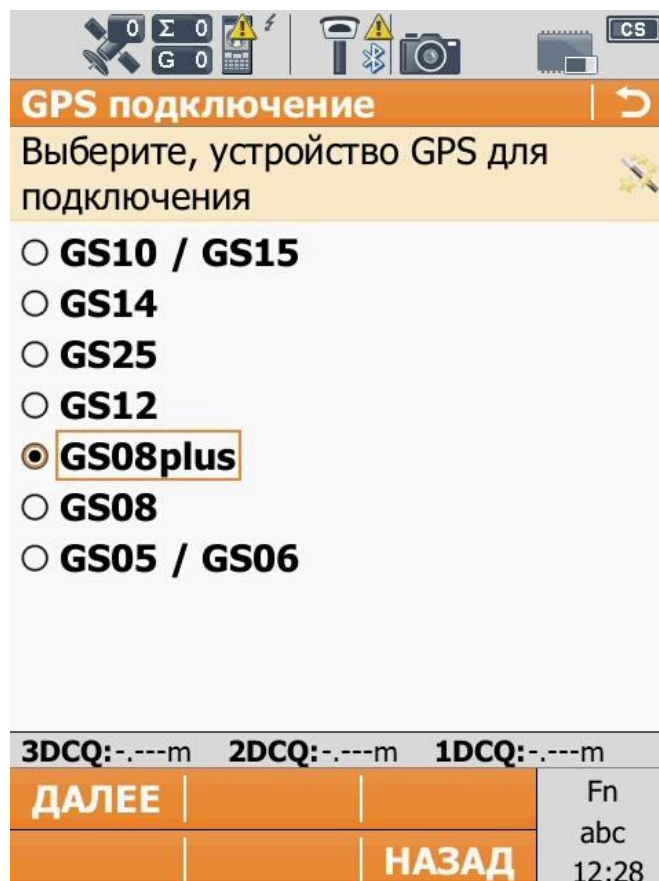 0 Σ 0
G 0
CS
GPS подключение
Выберите, устройство GPS для
подключения
GS10 / GS15
GS14
GS25
GS12
GS08plus
GS08
GS05 / GS06
3DCQ:-.---m 2DCQ:-.---m 1DCQ:-.---m
ДАЛЕЕ
Fn
abc
НАЗАД
12:28